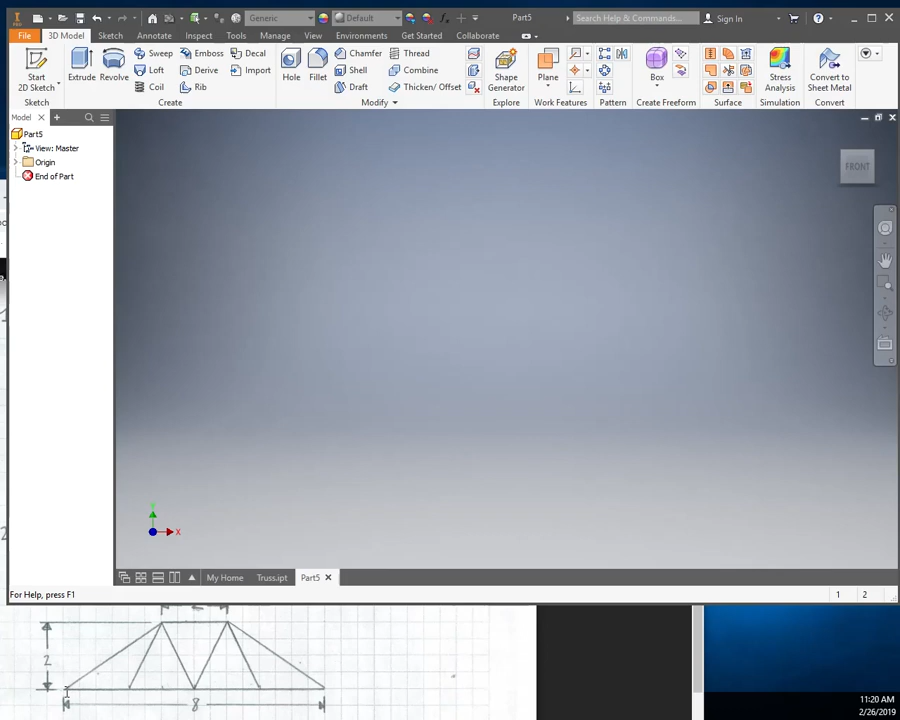 Generic
Default
Part5
Search Help & Commands...
Sign In
File
3D Model
Sketch
Annotate
Inspect
Tools
Manage
View
Environments
Get Started
Collaborate
Start
2D Sketch
Sketch
Extrude
Revolve
Sweep
Loft
Coil
Emboss
Derive
Rib
Decal
Import
Create
Hole
Fillet
Chamfer
Shell
Draft
Thread
Combine
Thicken/ Offset
Modify
Shape
Generator
Explore
Plane
Work Features
Pattern
Box
Create Freeform
Surface
Stress
Analysis
Simulation
Convert to
Sheet Metal
Convert
Model
Part5
View: Master
Origin
End of Part
FRONT
Y
X
My Home
Truss.ipt
Part5
For Help, press F1
1
2
2
8
11:20 AM
2/26/2019